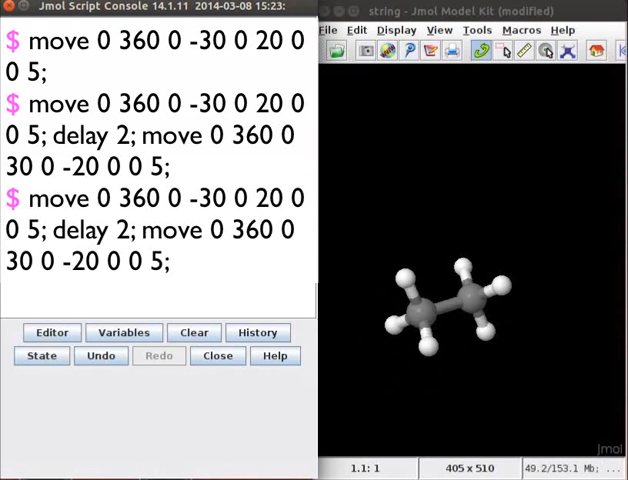 Jmol Script Console 14.1.11 2014-03-08 15:23:
$ move 0 360 0 -30 0 20 0
0 5;
$ move 0 360 0 -30 0 20 0
0 5; delay 2; move 0 360 0
30 0 -20 0 0 5;
$ move 0 360 0 -30 0 20 0
0 5; delay 2; move 0 360 0
30 0 -20 0 0 5;
Editor Variables Clear History
State Undo Redo Close Help
string - Jmol Model Kit (modified)
File Edit Display View Tools Macros Help
Jmol
1.1: 1 405 x 510 49.2/153.1 Mb; ...